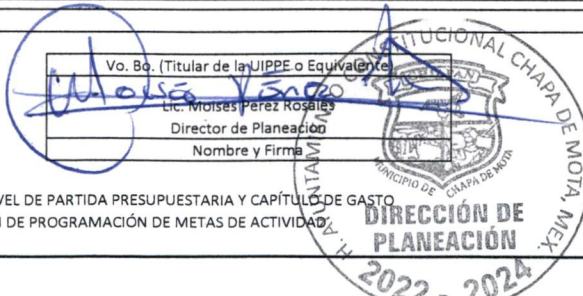 Vo. Bo. (Titular de la UIPPE o Equivalente)
Moisés Pérez
Lic. Moises Perez Rosales
Director de Planeación
Nombre y Firma
VEL DE PARTIDA PRESUPUESTARIA Y CAPÍTULO DE GASTO
N DE PROGRAMACIÓN DE METAS DE ACTIVIDAD
H. AYUNTAMIENTO CONSTITUCIONAL CHAPA DE MOTA, MEX.
MUNICIPIO DE CHAPA DE MOTA
DIRECCIÓN DE
PLANEACIÓN
2022 - 2024